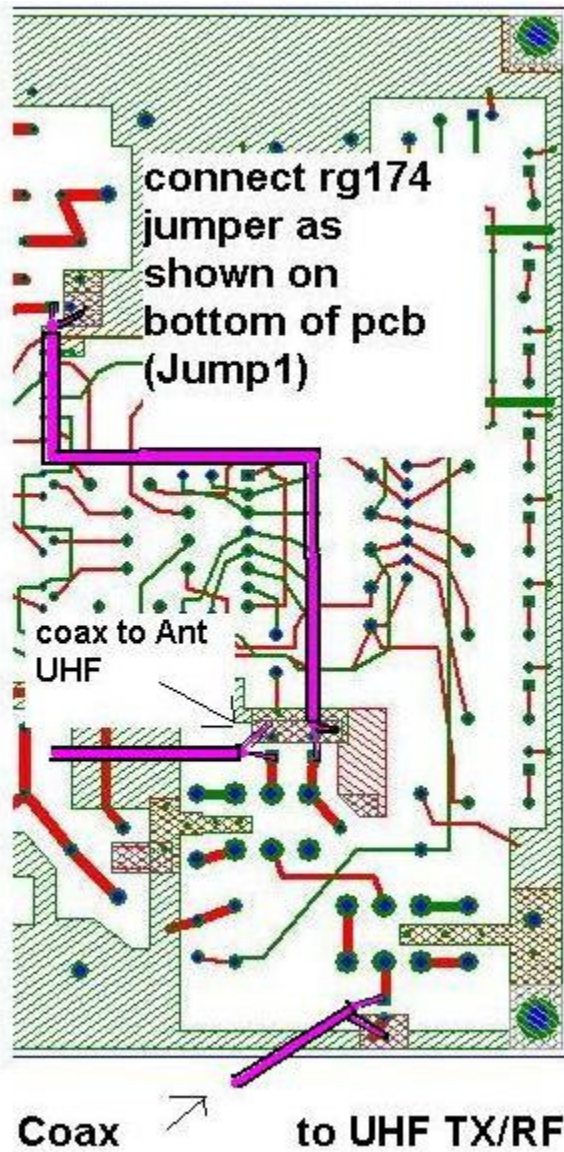 connect rg174
jumper as
shown on
bottom of pcb
(Jump1)
coax to Ant
UHF
Coax to UHF TX/RF